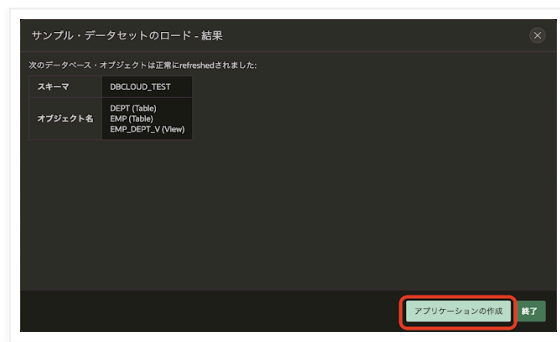 サンプル・データセットのロード - 結果
次のデータベース・オブジェクトは正常にrefreshedされました:
スキーマ DBCLOUD_TEST
オブジェクト名 DEPT (Table)
EMP (Table)
EMP_DEPT_V (View)
アプリケーションの作成 終了